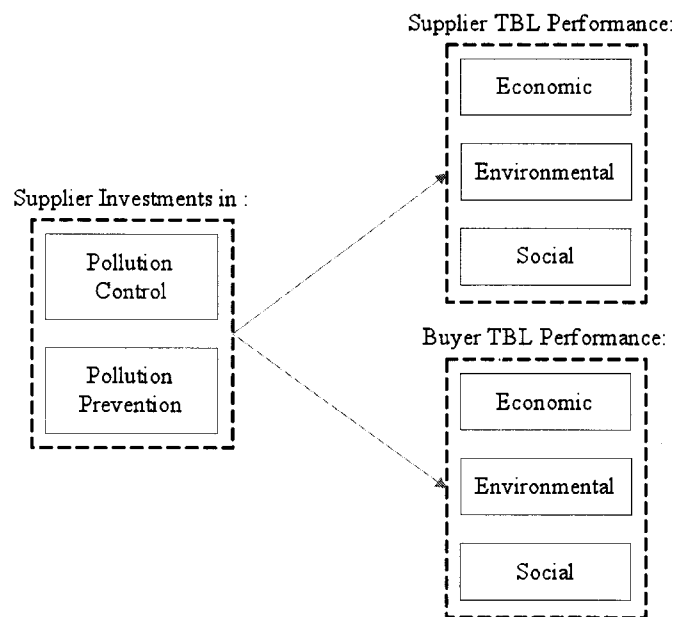 Supplier TBL Performance:
Economic
Environmental
Social
Supplier Investments in :
Pollution
Control
Pollution
Prevention
Buyer TBL Performance:
Economic
Environmental
Social